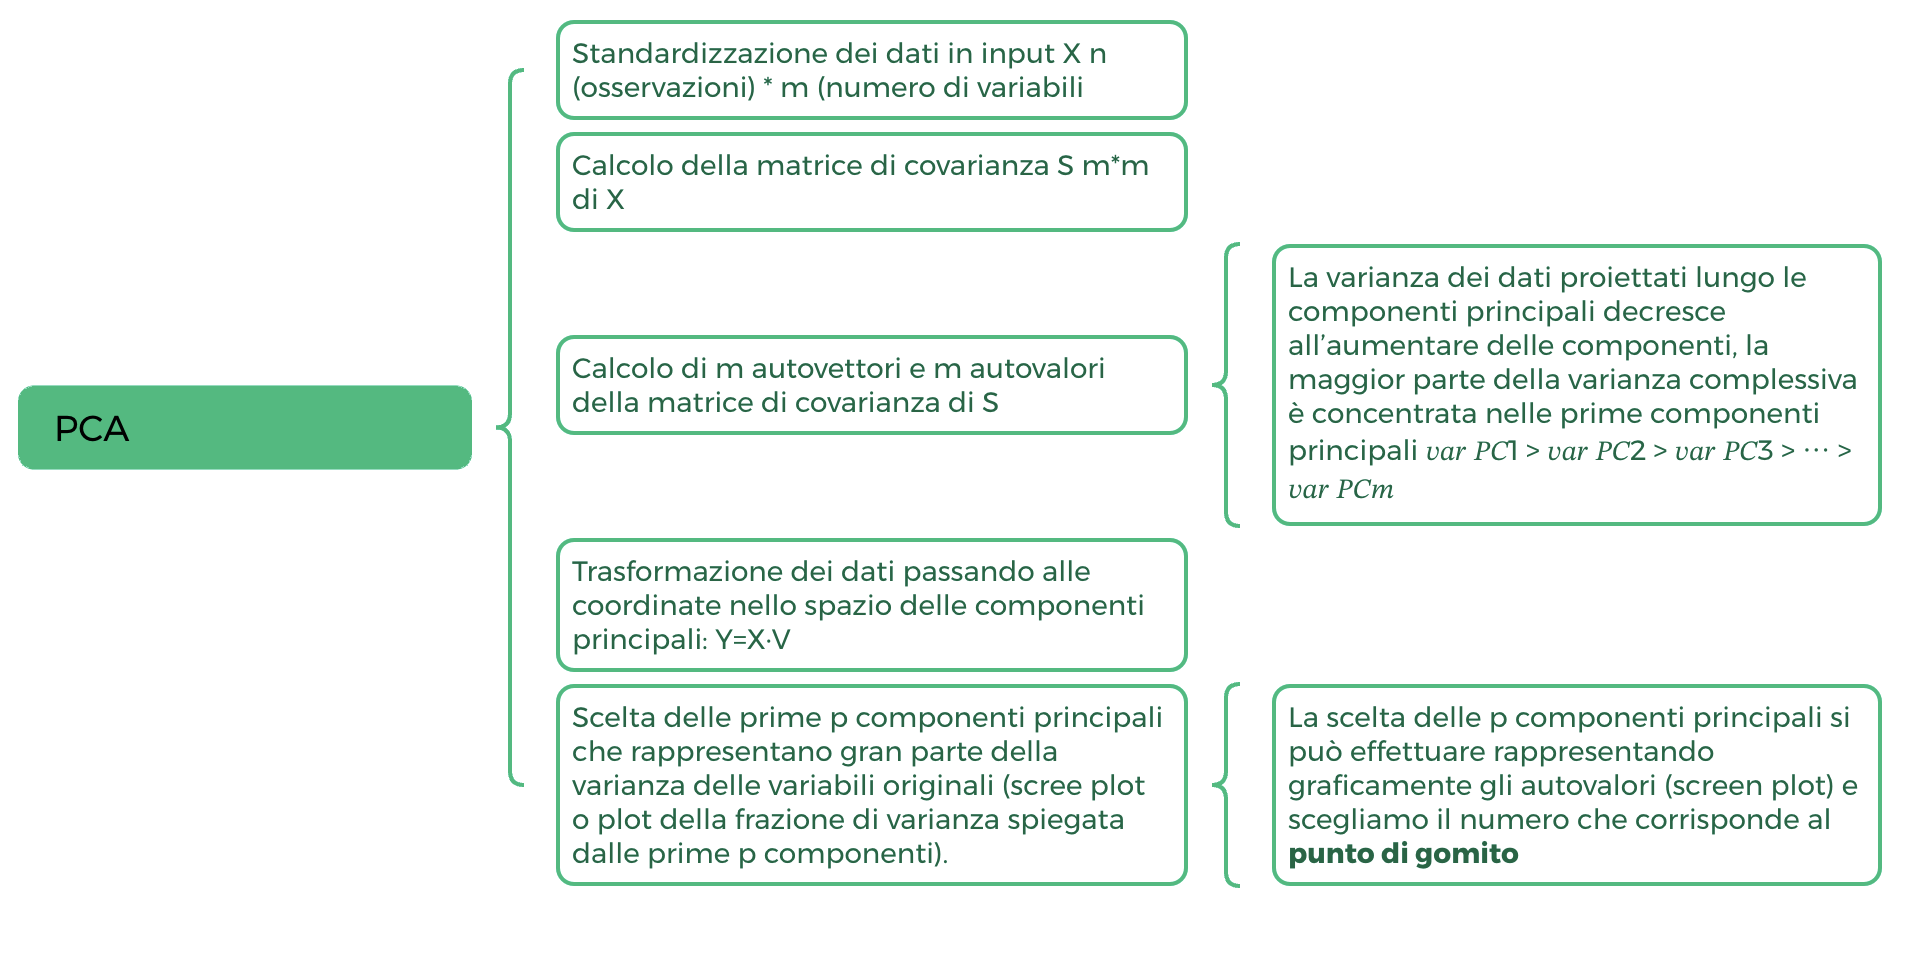 PCA
Standardizzazione dei dati in input X n
(osservazioni) * m (numero di variabili
Calcolo della matrice di covarianza S m*m
di X
Calcolo di m autovettori e m autovalori
della matrice di covarianza di S
La varianza dei dati proiettati lungo le
componenti principali decresce
all’aumentare delle componenti, la
maggior parte della varianza complessiva
è concentrata nelle prime componenti
principali var PC1 > var PC2 > var PC3 > ⋯ >
var PCm
Trasformazione dei dati passando alle
coordinate nello spazio delle componenti
principali: Y=X·V
Scelta delle prime p componenti principali
che rappresentano gran parte della
varianza delle variabili originali (scree plot
o plot della frazione di varianza spiegata
dalle prime p componenti).
La scelta delle p componenti principali si
può effettuare rappresentando
graficamente gli autovalori (screen plot) e
scegliamo il numero che corrisponde al
punto di gomito